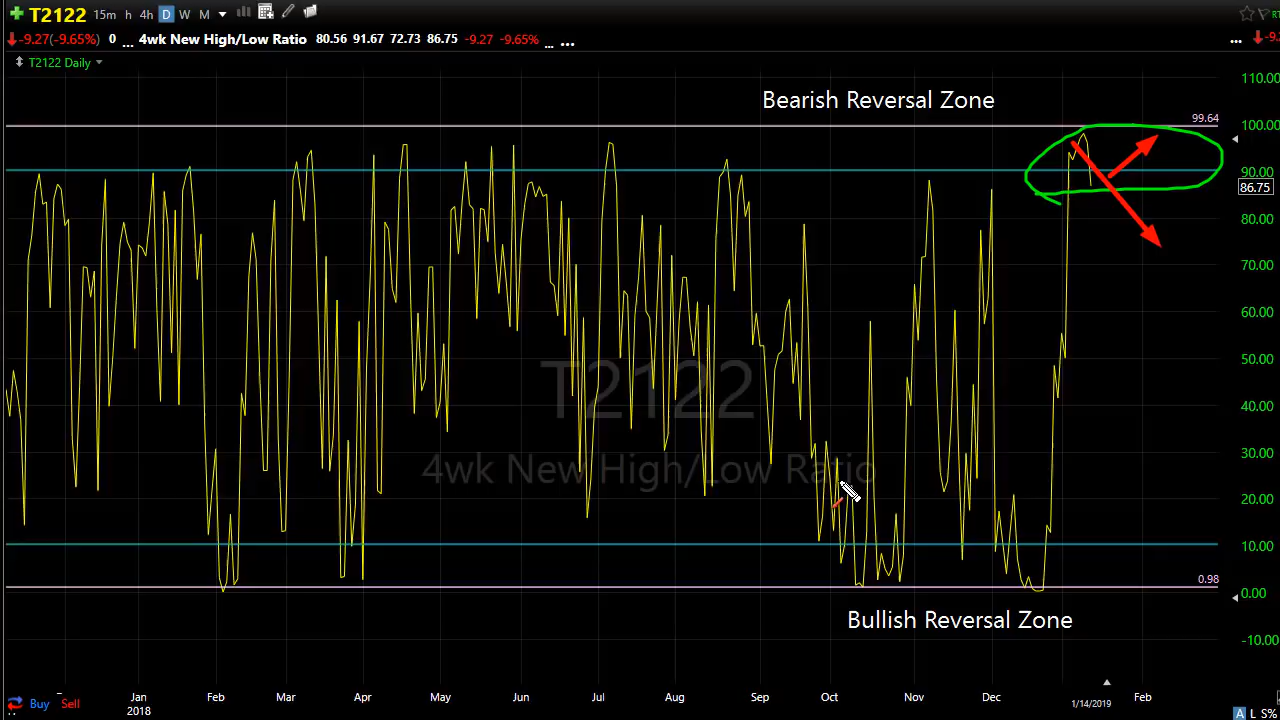 T2122 15m h 4h D W M
-9.27(-9.65%) 0 ... 4wk New High/Low Ratio 80.56 91.67 72.73 86.75 -9.27 -9.65% ... ...
T2122 Daily
110.00
Bearish Reversal Zone
99.64
100.00
90.00
86.75
80.00
70.00
60.00
50.00
T2122
40.00
30.00
4wk New High/Low Ratio
20.00
10.00
0.98
0.00
Bullish Reversal Zone
-10.00
Jan Feb Mar Apr May Jun Jul Aug Sep Oct Nov Dec Feb
2018 1/14/2019
Buy Sell
A L S%